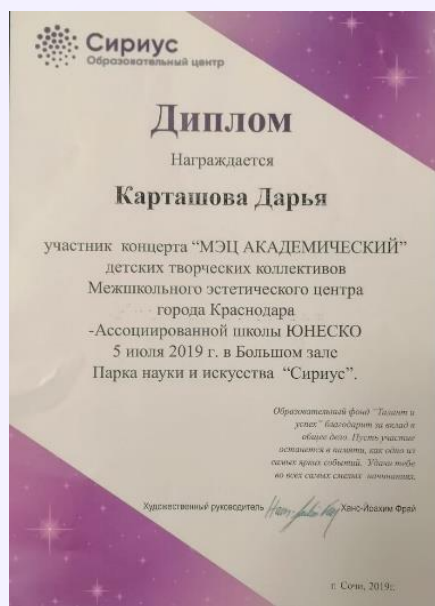 Сириус
Образовательный центр
Диплом
Награждается
Карташова Дарья
участник концерта “МЭЦ АКАДЕМИЧЕСКИЙ”
детских творческих коллективов
Межшкольного эстетического центра
города Краснодара
-Ассоциированной школы ЮНЕСКО
5 июля 2019 г. в Большом зале
Парка науки и искусства “Сириус”.
Образовательный фонд “Талант и
успех” благодарит за вклад в
общее дело. Пусть участие
останется в памяти, как одно из
самых ярких событий. Удачи тебе
во всех самых смелых начинаниях.
Художественный руководитель Ханс-Йоахим Фрай
г. Сочи, 2019г.